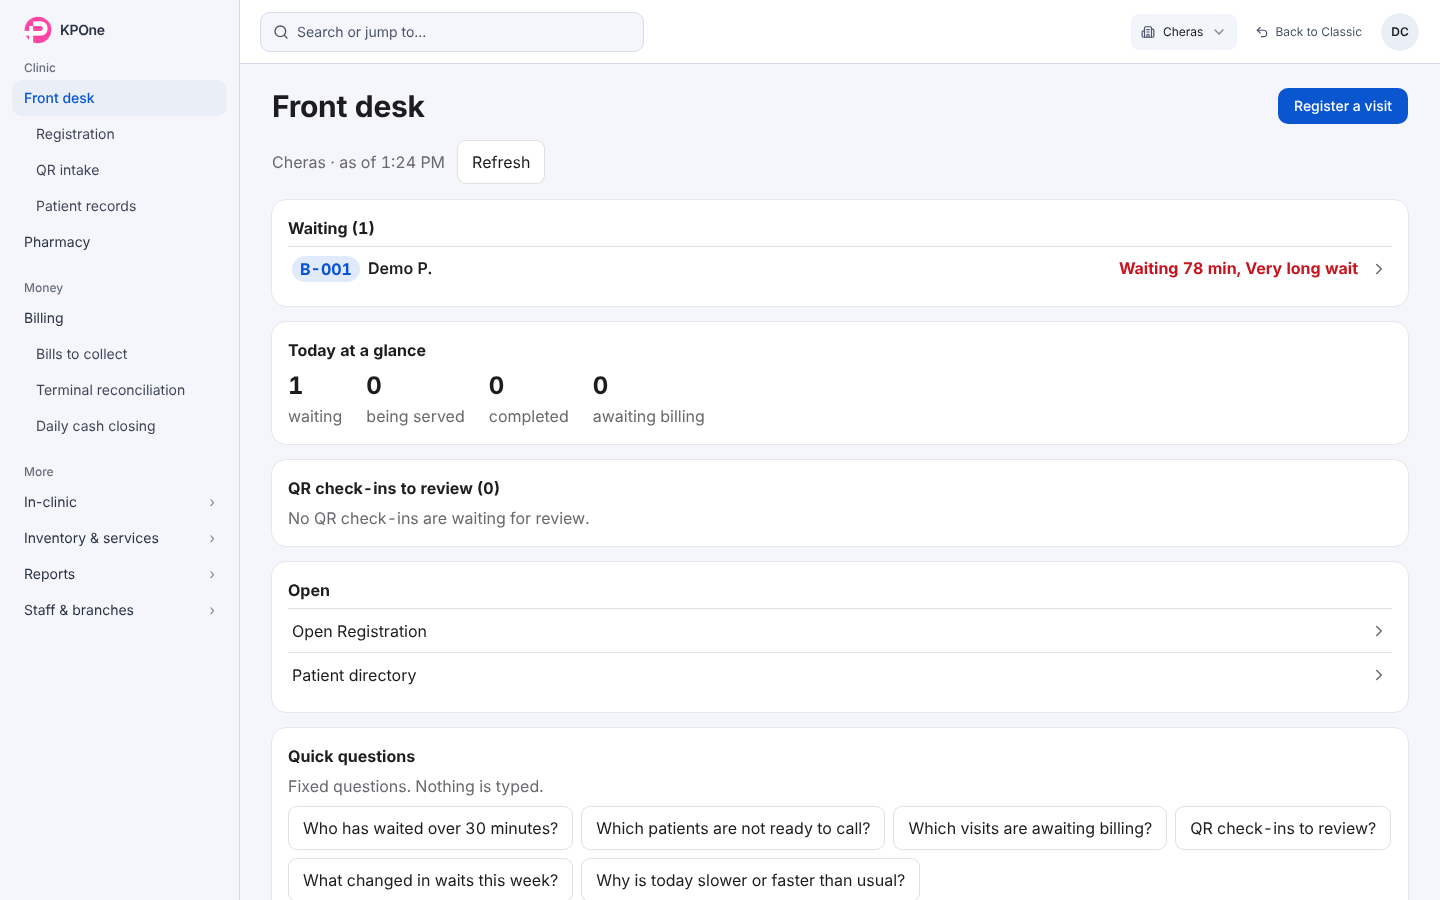 KPOne
Search or jump to...
Cheras
Back to Classic
DC
Clinic
Front desk
Registration
QR intake
Patient records
Pharmacy
Money
Billing
Bills to collect
Terminal reconciliation
Daily cash closing
More
In-clinic
Inventory & services
Reports
Staff & branches
Front desk
Register a visit
Cheras · as of 1:24 PM
Refresh
Waiting (1)
B-001 Demo P.
Waiting 78 min, Very long wait
Today at a glance
1 0 0 0
waiting being served completed awaiting billing
QR check-ins to review (0)
No QR check-ins are waiting for review.
Open
Open Registration
Patient directory
Quick questions
Fixed questions. Nothing is typed.
Who has waited over 30 minutes? Which patients are not ready to call? Which visits are awaiting billing? QR check-ins to review?
What changed in waits this week? Why is today slower or faster than usual?